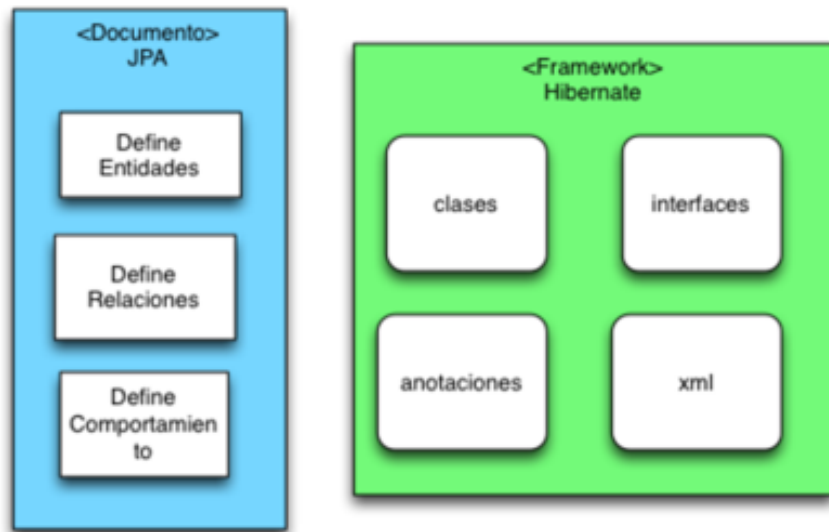 <Documento>
JPA
Define
Entidades
Define
Relaciones
Define
Comportamien
to
<Framework>
Hibernate
clases
interfaces
anotaciones
xml